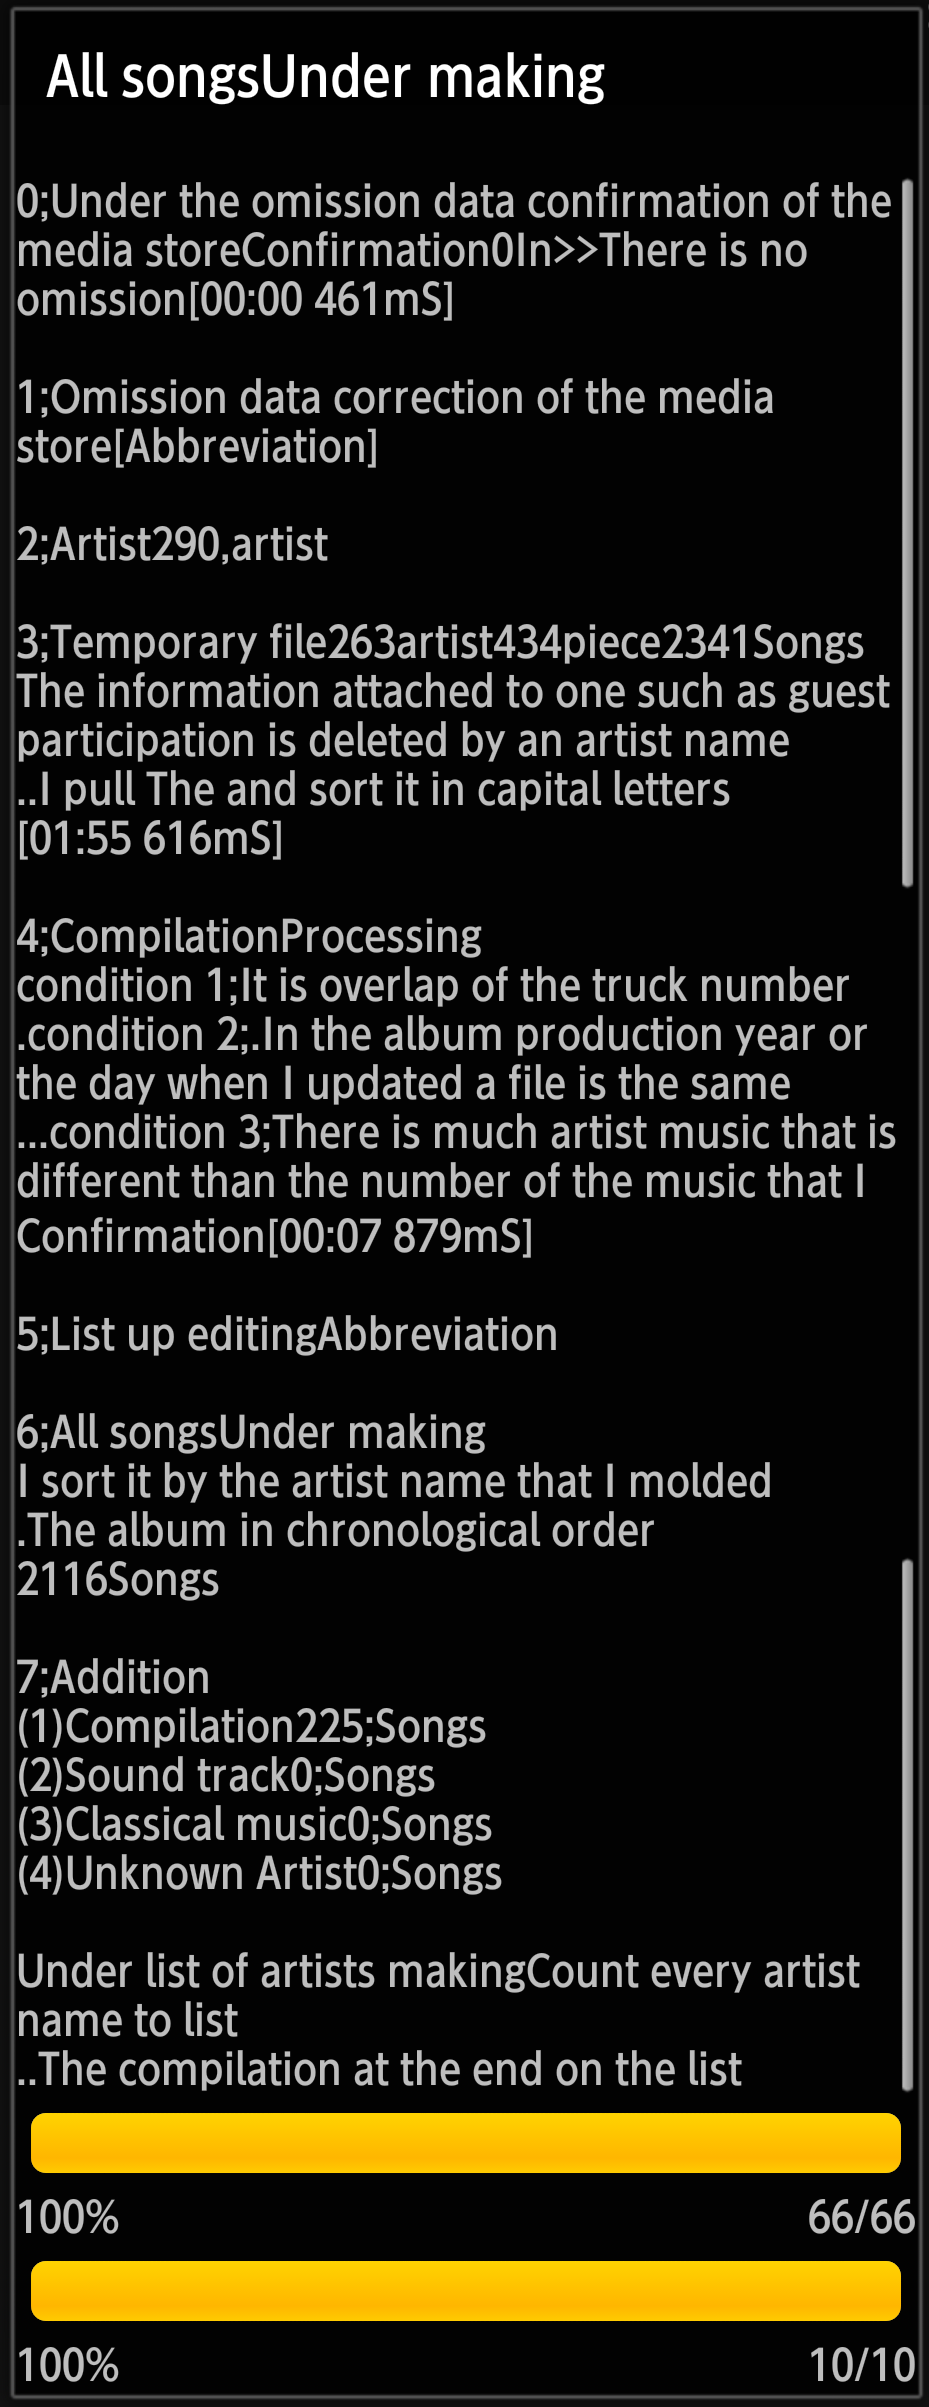 All songsUnder making
0;Under the omission data confirmation of the
media storeConfirmation0In>>There is no
omission[00:00 461mS]
1;Omission data correction of the media
store[Abbreviation]
2;Artist290,artist
3;Temporary file263artist434piece2341Songs
The information attached to one such as guest
participation is deleted by an artist name
..I pull The and sort it in capital letters
[01:55 616mS]
4;CompilationProcessing
condition 1;It is overlap of the truck number
.condition 2;.In the album production year or
the day when I updated a file is the same
...condition 3;There is much artist music that is
different than the number of the music that I
Confirmation[00:07 879mS]
5;List up editingAbbreviation
6;All songsUnder making
I sort it by the artist name that I molded
.The album in chronological order
2116Songs
7;Addition
(1)Compilation225;Songs
(2)Sound track0;Songs
(3)Classical music0;Songs
(4)Unknown Artist0;Songs
Under list of artists makingCount every artist
name to list
..The compilation at the end on the list
100% 66/66
100% 10/10